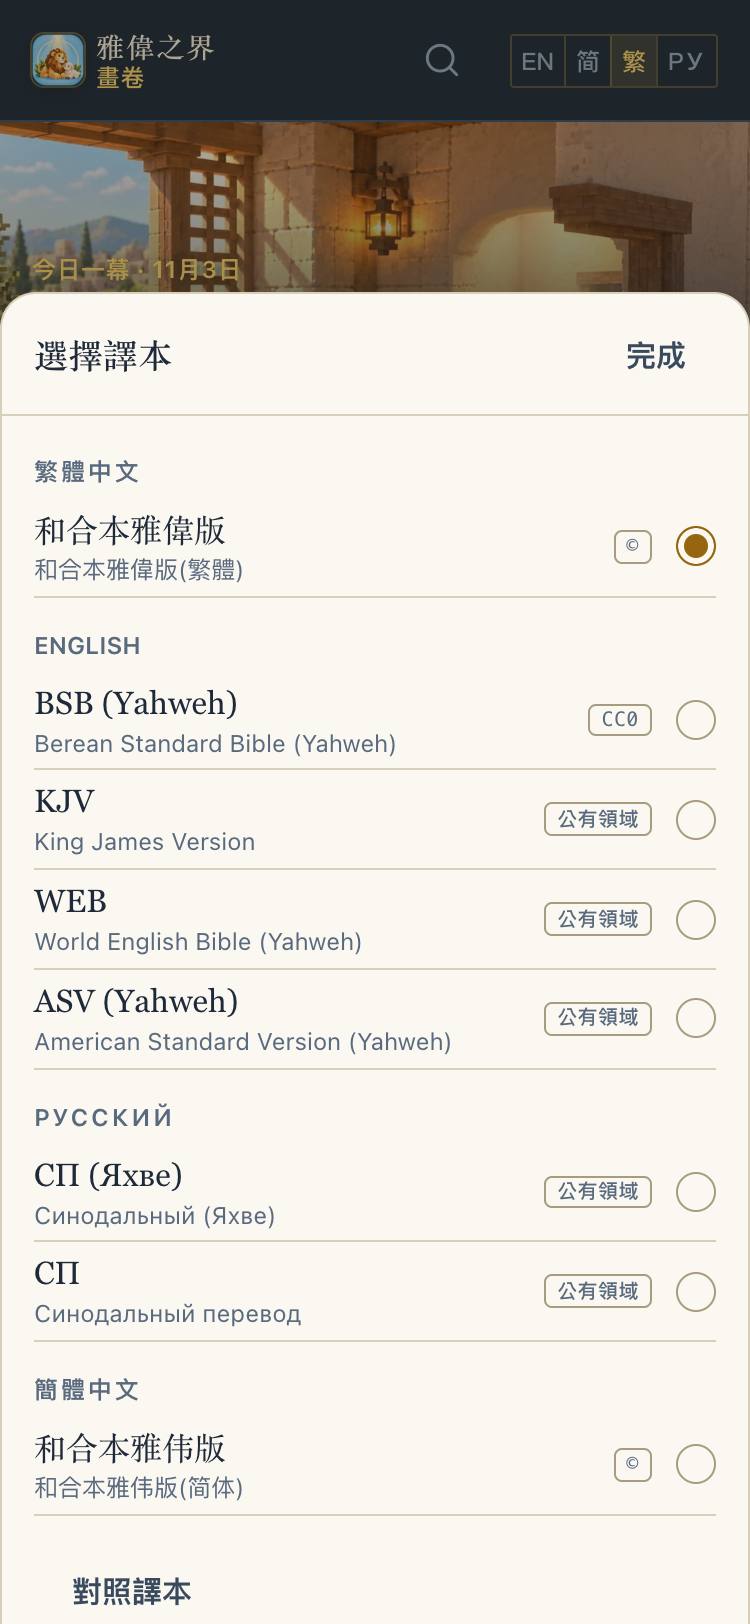 雅偉之界
畫卷
EN 简 繁 РУ
今日一幕 · 11月3日
選擇譯本
完成
繁體中文
和合本雅偉版
和合本雅偉版(繁體)
©
ENGLISH
BSB (Yahweh)
Berean Standard Bible (Yahweh)
CC0
KJV
King James Version
公有領域
WEB
World English Bible (Yahweh)
公有領域
ASV (Yahweh)
American Standard Version (Yahweh)
公有領域
РУССКИЙ
СП (Яхве)
Синодальный (Яхве)
公有領域
СП
Синодальный перевод
公有領域
簡體中文
和合本雅伟版
和合本雅伟版(简体)
©
對照譯本